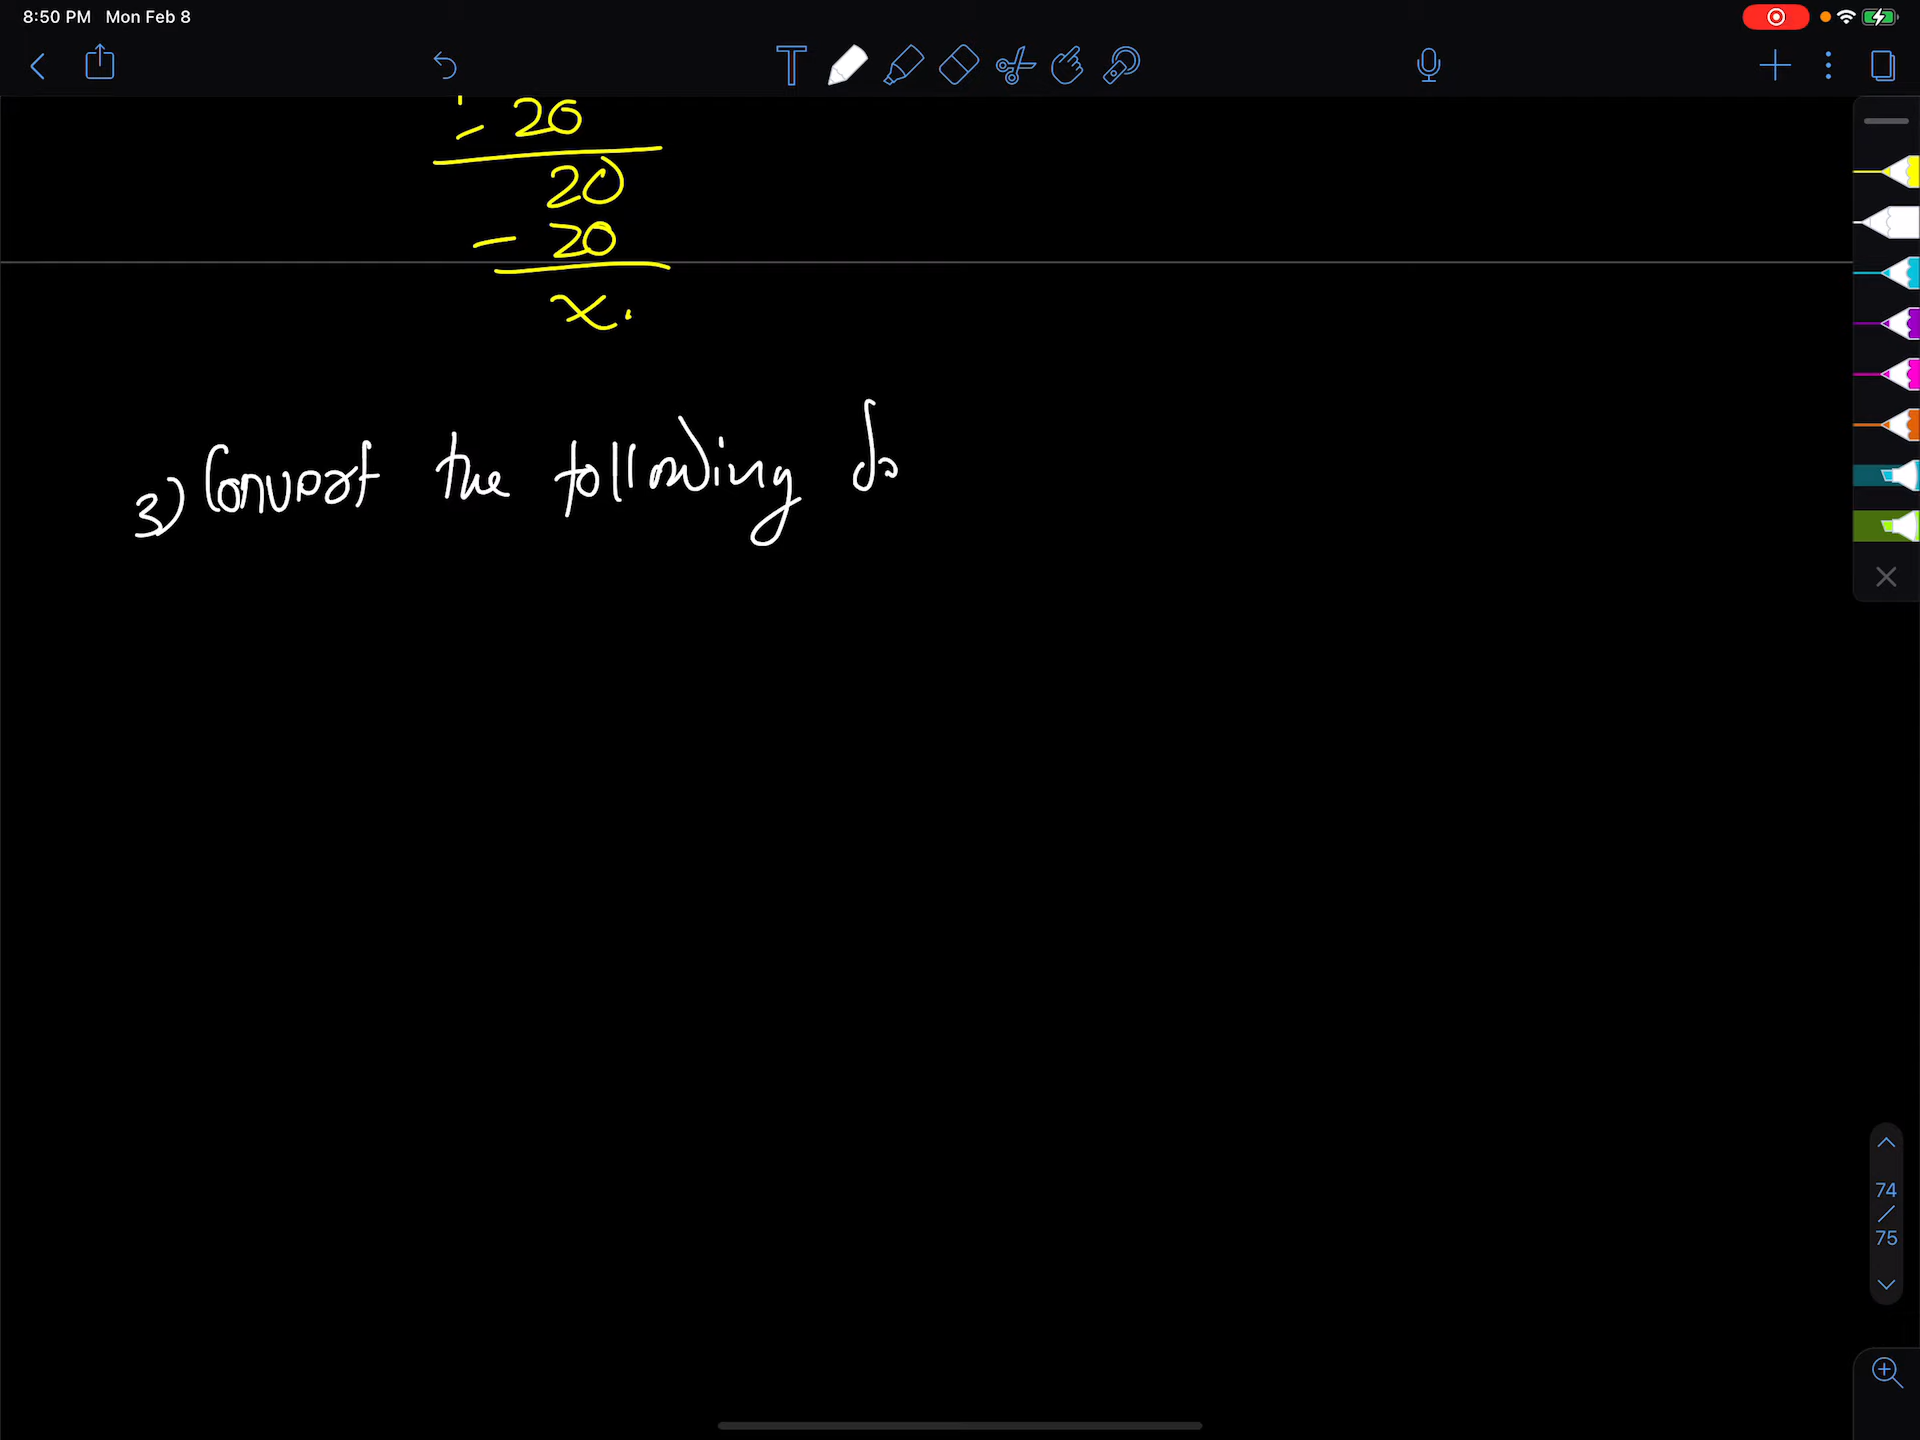 8:50 PM Mon Feb 8
- 20
20
- 20
x.
3) Convert the following
74
/
75